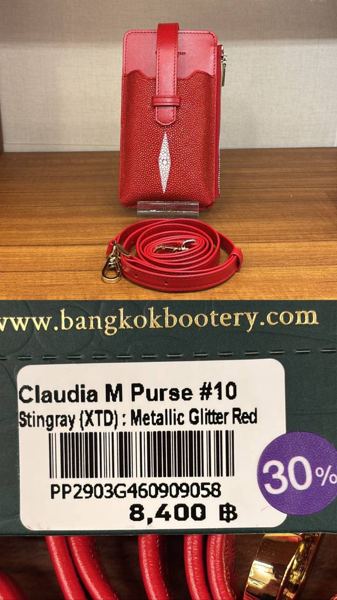 www.bangkokbootery.com
Claudia M Purse #10
Stingray (XTD) : Metallic Glitter Red
PP2903G460909058
8,400 ฿
30%